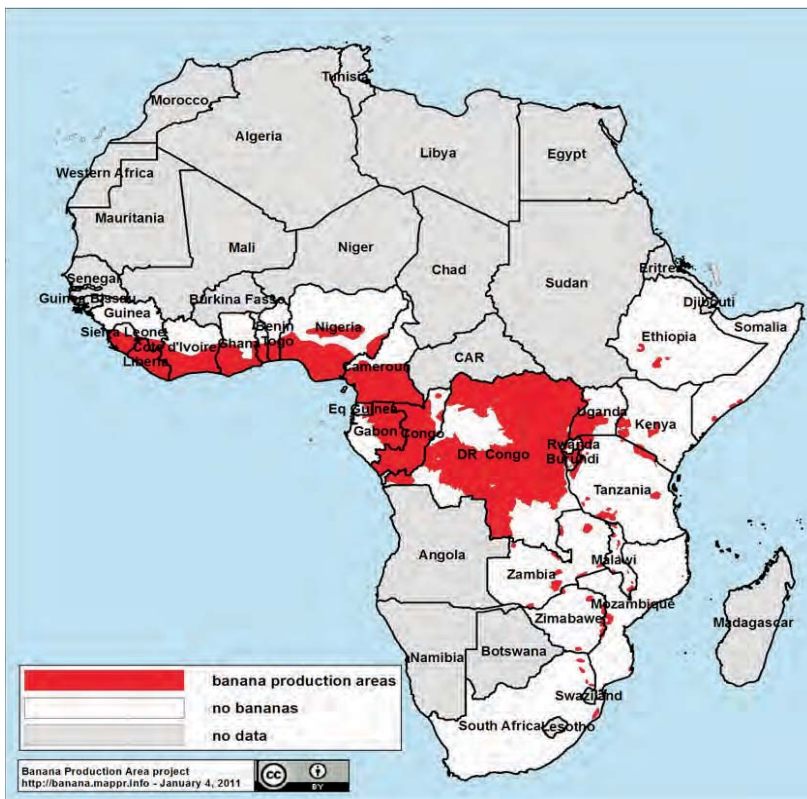 Tunisia
Morocco
Algeria
Libya
Egypt
Western Africa
Mauritania
Mali
Niger
Chad
Sudan
Eritrea
Senegal
Guinea Bissau
Guinea
Burkina Fasso
Djibouti
Sierra Leone
Cote d'Ivoire
Liberia
Ghana
Benin
Togo
Nigeria
Ethiopia
Somalia
Cameroun
CAR
Eq Guinea
Gabon
Congo
DR Congo
Uganda
Kenya
Rwanda
Burundi
Tanzania
Angola
Zambia
Malawi
Mozambique
Zimbabwe
Madagascar
Namibia
Botswana
Swaziland
South Africa
Lesotho
banana production areas
no bananas
no data
Banana Production Area project
http://banana.mappr.info - January 4, 2011
cc
BY